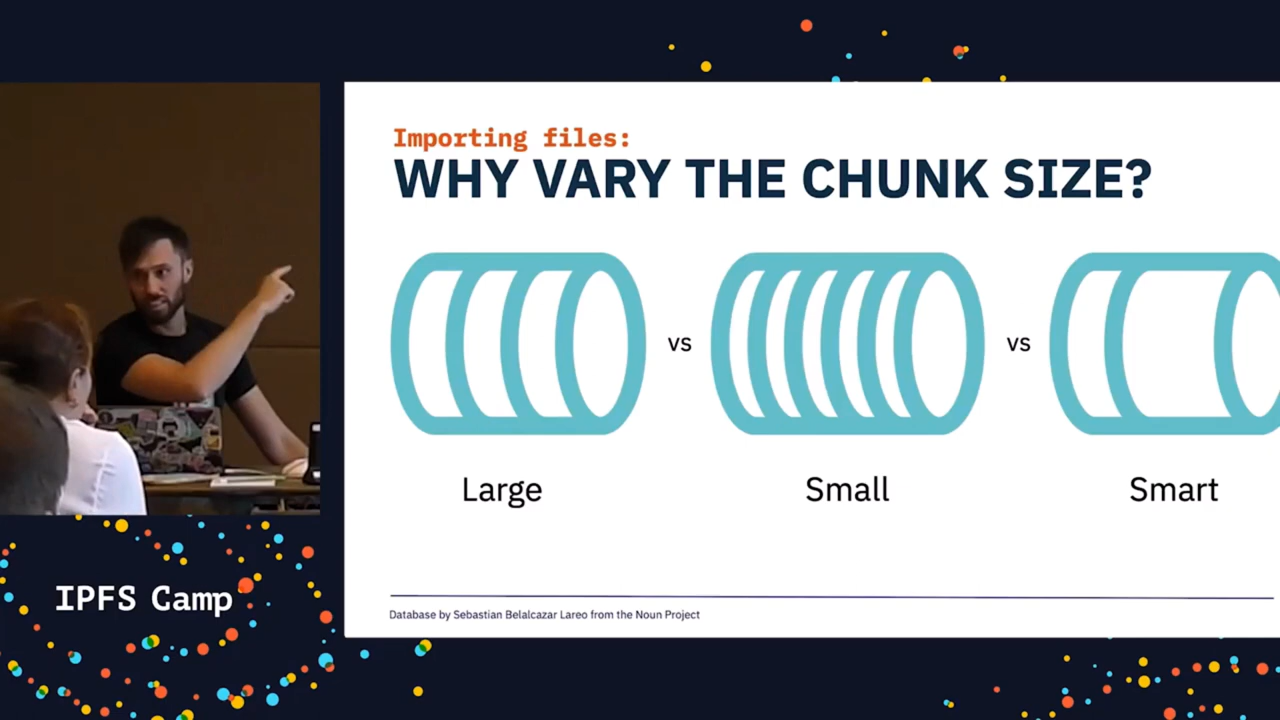 Importing files:
WHY VARY THE CHUNK SIZE?
vs
vs
Large
Small
Smart
IPFS Camp
Database by Sebastian Belalcazar Lareo from the Noun Project